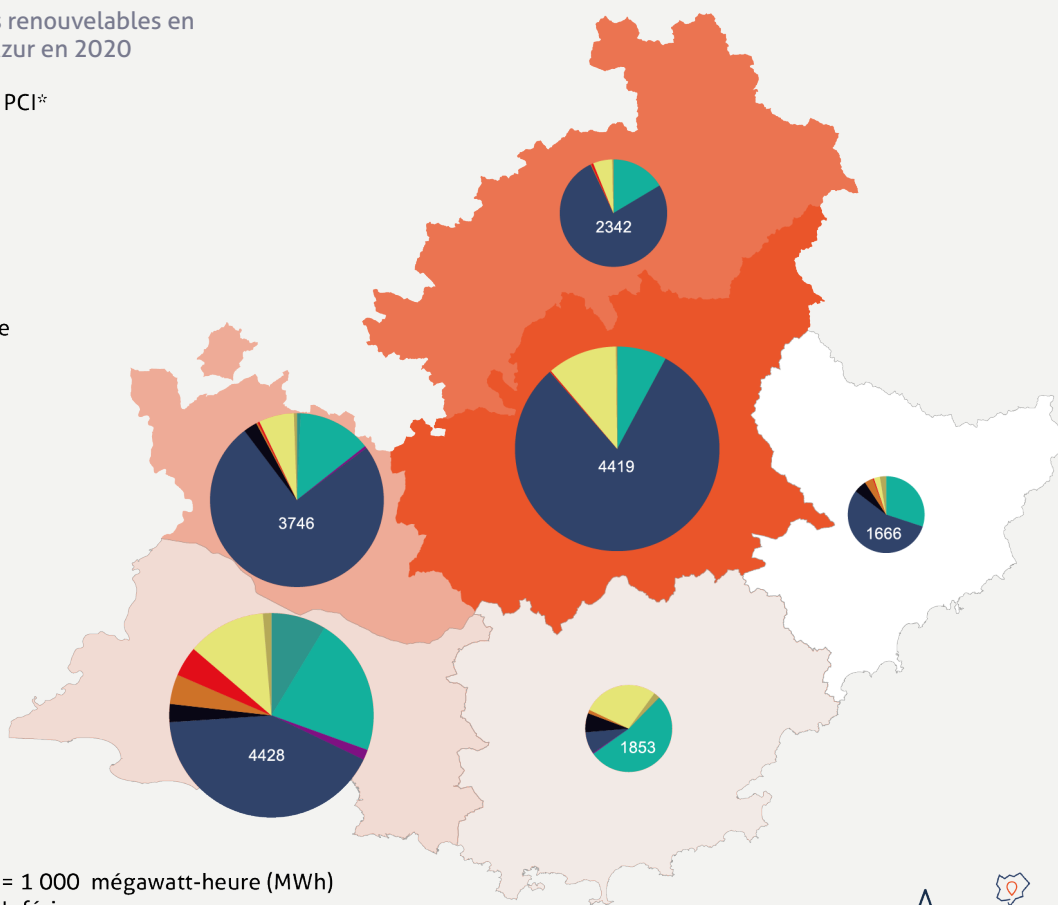 s renouvelables en
zur en 2020
PCI*
2342
e
4419
3746
1666
4428
1853
= 1 000 mégawatt-heure (MWh)